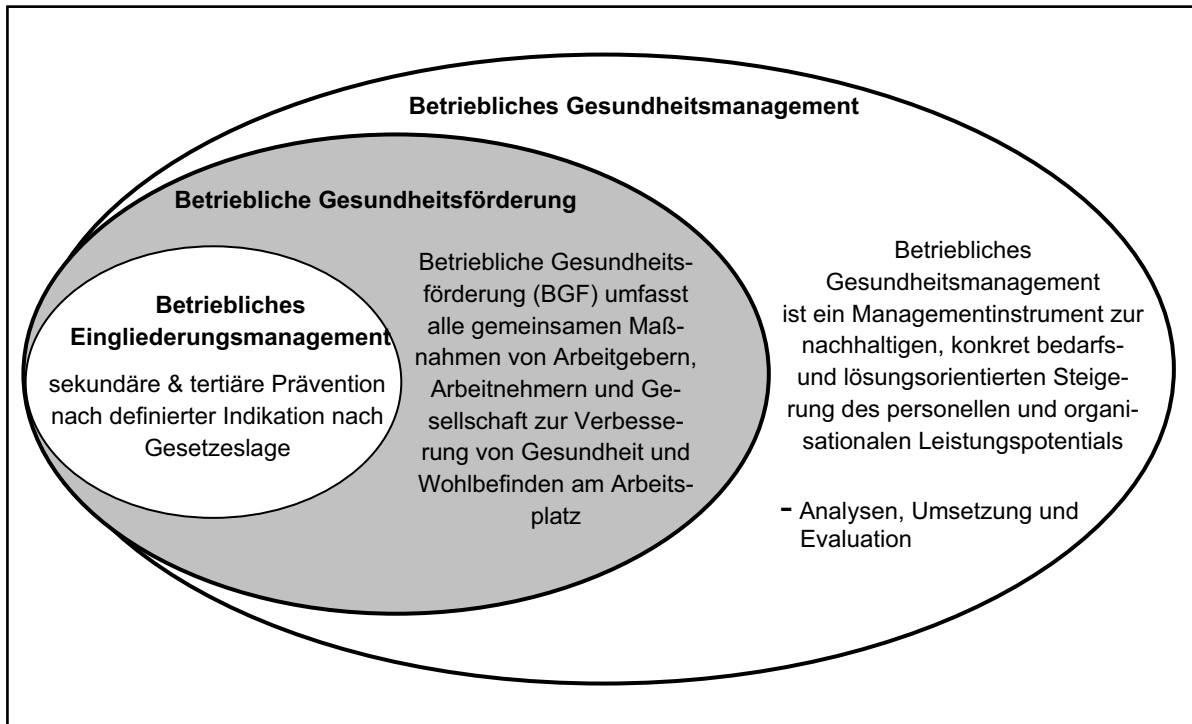 Betriebliches Gesundheitsmanagement
Betriebliche Gesundheitsförderung
Betriebliches
Eingliederungsmanagement
sekundäre & tertiäre Prävention
nach definierter Indikation nach
Gesetzeslage
Betriebliche Gesundheits-
förderung (BGF) umfasst
alle gemeinsamen Maß-
nahmen von Arbeitgebern,
Arbeitnehmern und Ge-
sellschaft zur Verbesse-
rung von Gesundheit und
Wohlbefinden am Arbeits-
platz
Betriebliches
Gesundheitsmanagement
ist ein Managementinstrument zur
nachhaltigen, konkret bedarfs-
und lösungsorientierten Steige-
rung des personellen und organi-
sationalen Leistungspotentials
- Analysen, Umsetzung und
Evaluation